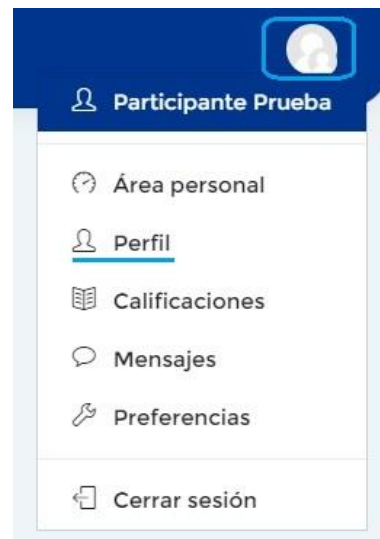 Participante Prueba
Área personal
Perfil
Calificaciones
Mensajes
Preferencias
Cerrar sesión